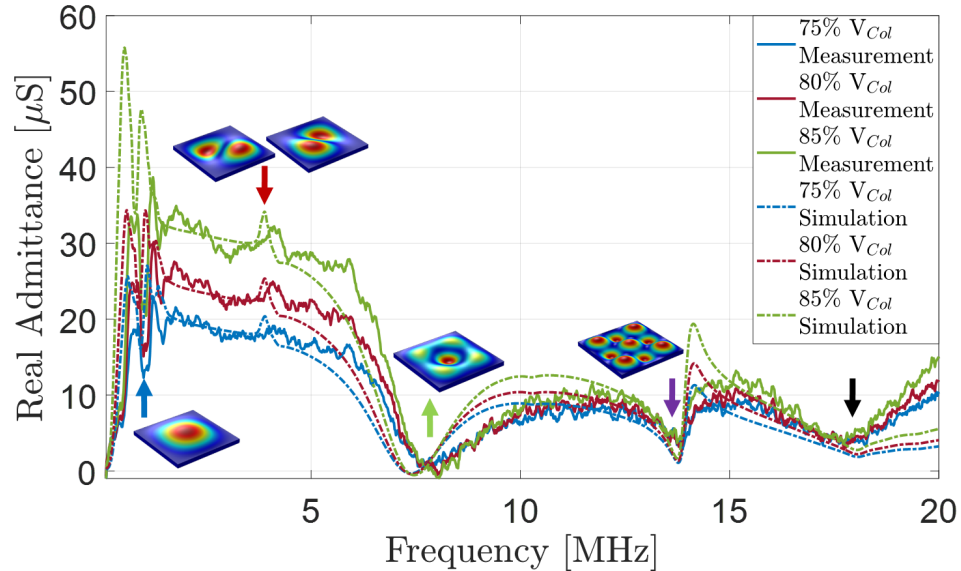 60
50
40
30
20
10
0
5
10
15
20
Real Admittance [μS]
Frequency [MHz]
75% V_Col
Measurement
80% V_Col
Measurement
85% V_Col
Measurement
75% V_Col
Simulation
80% V_Col
Simulation
85% V_Col
Simulation